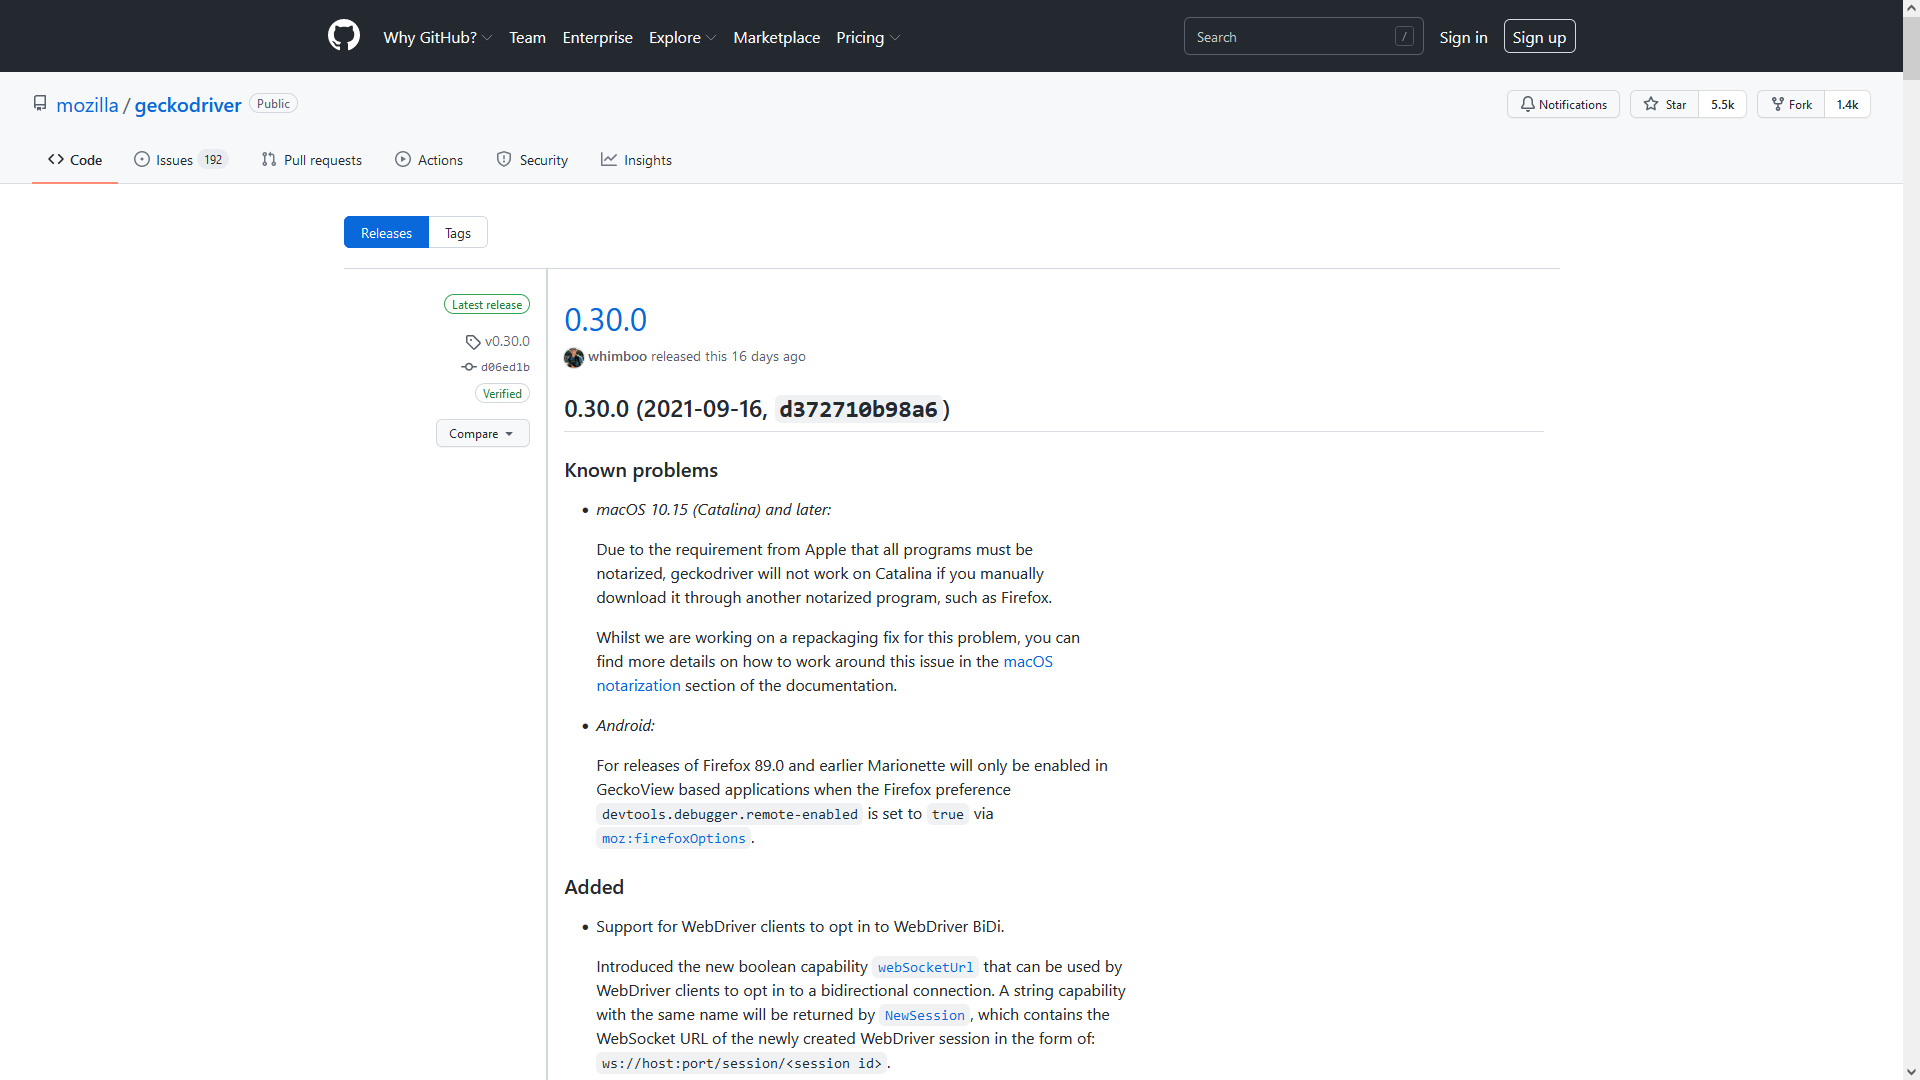 Why GitHub? Team Enterprise Explore Marketplace Pricing Search / Sign in Sign up
mozilla / geckodriver Public Notifications Star 5.5k Fork 1.4k
Code Issues 192 Pull requests Actions Security Insights
Releases Tags
Latest release
v0.30.0
d06ed1b
Verified
Compare
0.30.0
whimboo released this 16 days ago
0.30.0 (2021-09-16, d372710b98a6)
Known problems
• macOS 10.15 (Catalina) and later:
Due to the requirement from Apple that all programs must be
notarized, geckodriver will not work on Catalina if you manually
download it through another notarized program, such as Firefox.
Whilst we are working on a repackaging fix for this problem, you can
find more details on how to work around this issue in the macOS
notarization section of the documentation.
• Android:
For releases of Firefox 89.0 and earlier Marionette will only be enabled in
GeckoView based applications when the Firefox preference
devtools.debugger.remote-enabled is set to true via
moz:firefoxOptions.
Added
• Support for WebDriver clients to opt in to WebDriver BiDi.
Introduced the new boolean capability webSocketUrl that can be used by
WebDriver clients to opt in to a bidirectional connection. A string capability
with the same name will be returned by NewSession, which contains the
WebSocket URL of the newly created WebDriver session in the form of:
ws://host:port/session/<session id>.